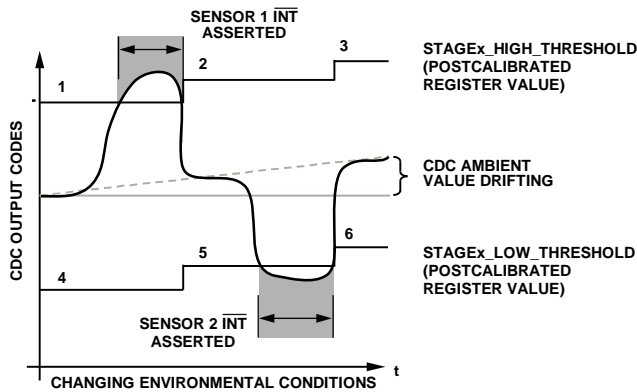 SENSOR 1 INT
ASSERTED
1
2
3
STAGEx_HIGH_THRESHOLD
(POSTCALIBRATED
REGISTER VALUE)
CDC OUTPUT CODES
CDC AMBIENT
VALUE DRIFTING
4
5
6
STAGEx_LOW_THRESHOLD
(POSTCALIBRATED
REGISTER VALUE)
SENSOR 2 INT
ASSERTED
t
CHANGING ENVIRONMENTAL CONDITIONS